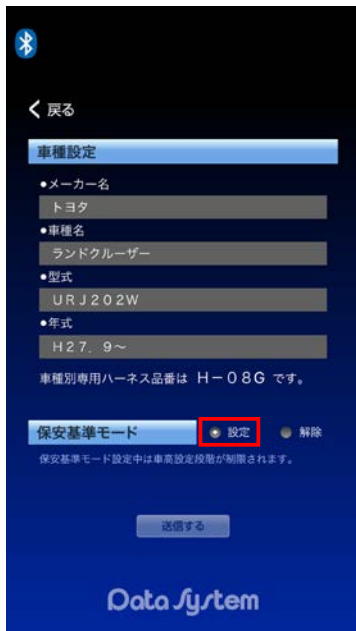 戻る
車種設定
●メーカー名
トヨタ
●車種名
ランドクルーザー
●型式
ＵＲＪ２０２Ｗ
●年式
Ｈ２７．９～
車種別専用ハーネス品番は Ｈ－０８Ｇ です。
保安基準モード 設定 解除
保安基準モード設定中は車高設定段階が制限されます。
送信する
Data System